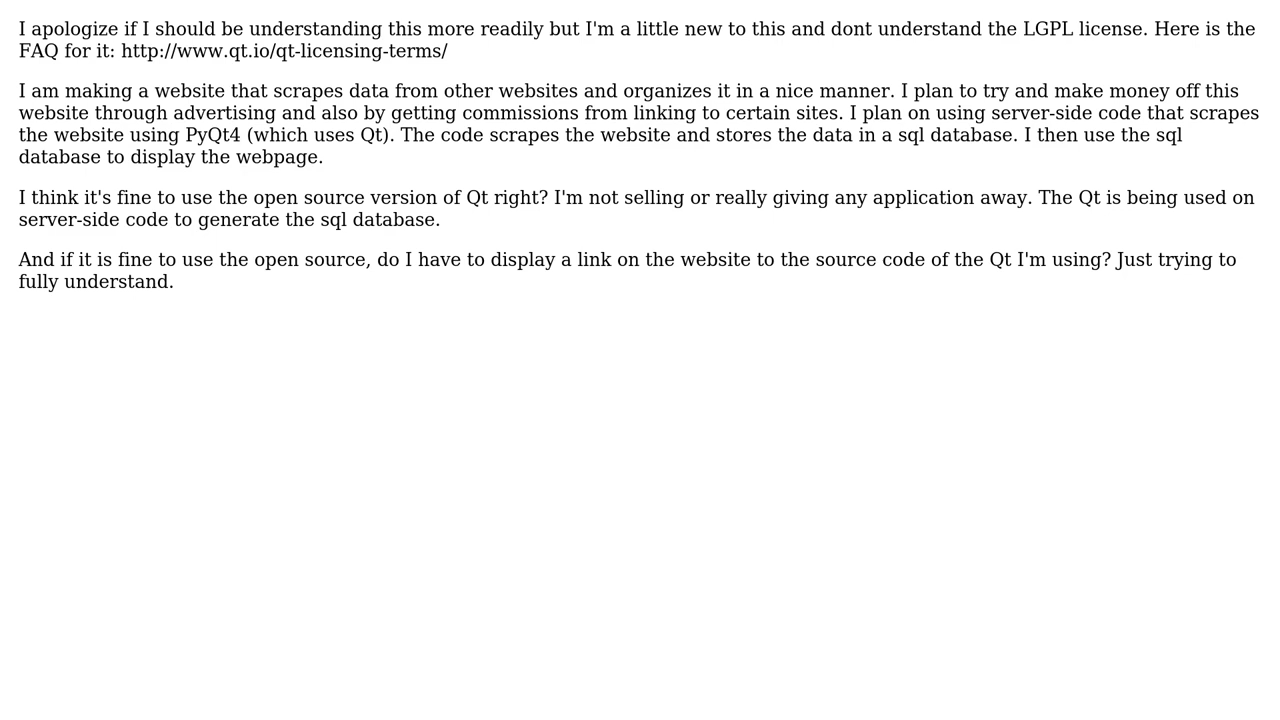 I apologize if I should be understanding this more readily but I'm a little new to this and dont understand the LGPL license. Here is the
FAQ for it: http://www.qt.io/qt-licensing-terms/
I am making a website that scrapes data from other websites and organizes it in a nice manner. I plan to try and make money off this
website through advertising and also by getting commissions from linking to certain sites. I plan on using server-side code that scrapes
the website using PyQt4 (which uses Qt). The code scrapes the website and stores the data in a sql database. I then use the sql
database to display the webpage.
I think it's fine to use the open source version of Qt right? I'm not selling or really giving any application away. The Qt is being used on
server-side code to generate the sql database.
And if it is fine to use the open source, do I have to display a link on the website to the source code of the Qt I'm using? Just trying to
fully understand.